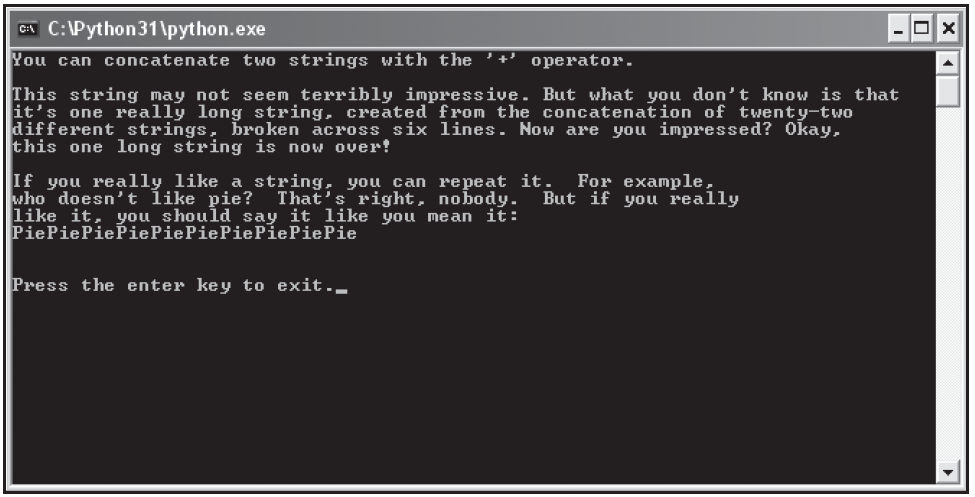 C:\Python31\python.exe
You can concatenate two strings with the '+' operator.
This string may not seem terribly impressive. But what you don't know is that
it's one really long string, created from the concatenation of twenty-two
different strings, broken across six lines. Now are you impressed? Okay,
this one long string is now over!
If you really like a string, you can repeat it.  For example,
who doesn't like pie?  That's right, nobody.  But if you really
like it, you should say it like you mean it:
PiePiePiePiePiePiePiePiePiePie
Press the enter key to exit._